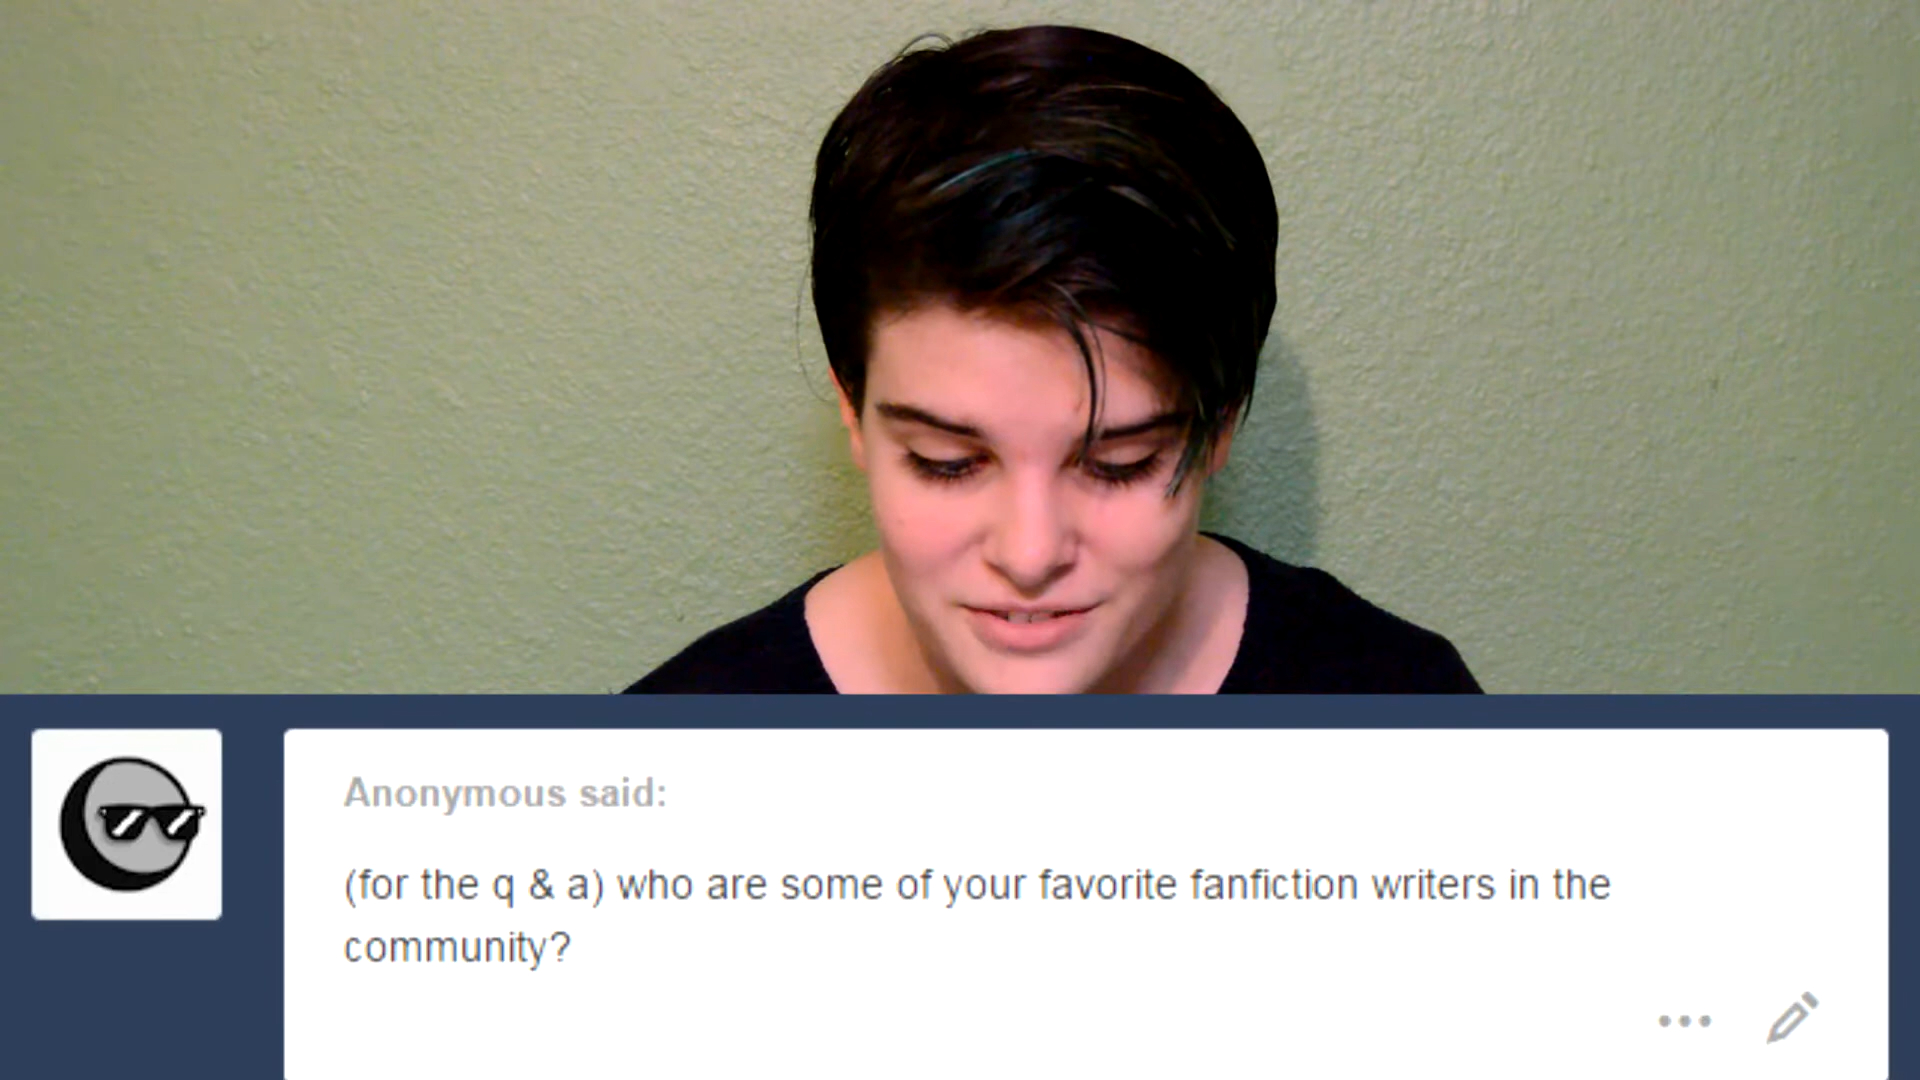 Anonymous said:
(for the q & a) who are some of your favorite fanfiction writers in the
community?